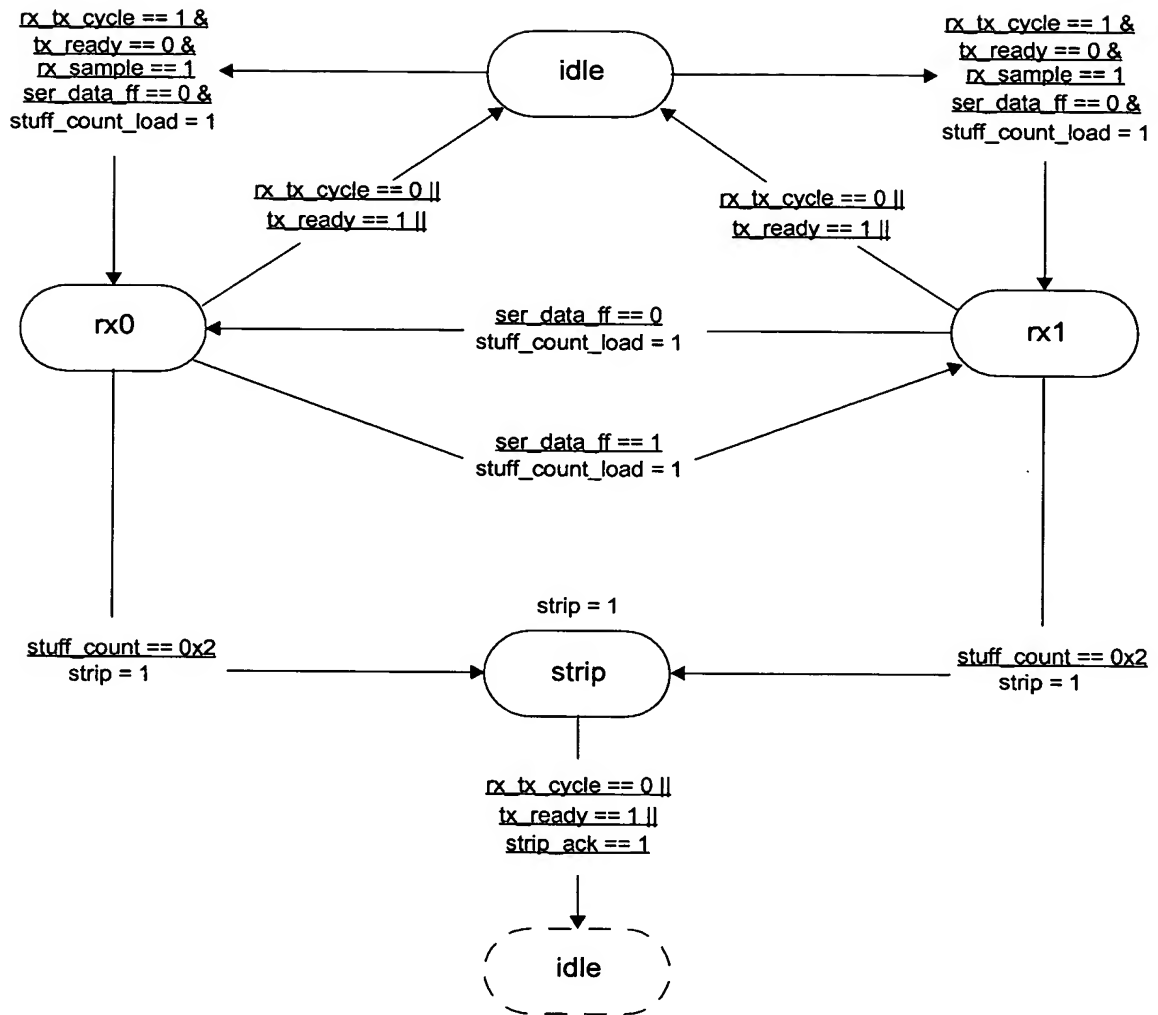 rx_tx_cycle == 1 &
tx_ready == 0 &
rx_sample == 1
ser_data_ff == 0 &
stuff_count_load = 1
idle
rx_tx_cycle == 1 &
tx_ready == 0 &
rx_sample == 1
ser_data_ff == 0 &
stuff_count_load = 1
rx_tx_cycle == 0 ||
tx_ready == 1 ||
rx_tx_cycle == 0 ||
tx_ready == 1 ||
rx0
ser_data_ff == 0
stuff_count_load = 1
rx1
ser_data_ff == 1
stuff_count_load = 1
strip = 1
stuff_count == 0x2
strip = 1
strip
stuff_count == 0x2
strip = 1
rx_tx_cycle == 0 ||
tx_ready == 1 ||
strip_ack == 1
idle